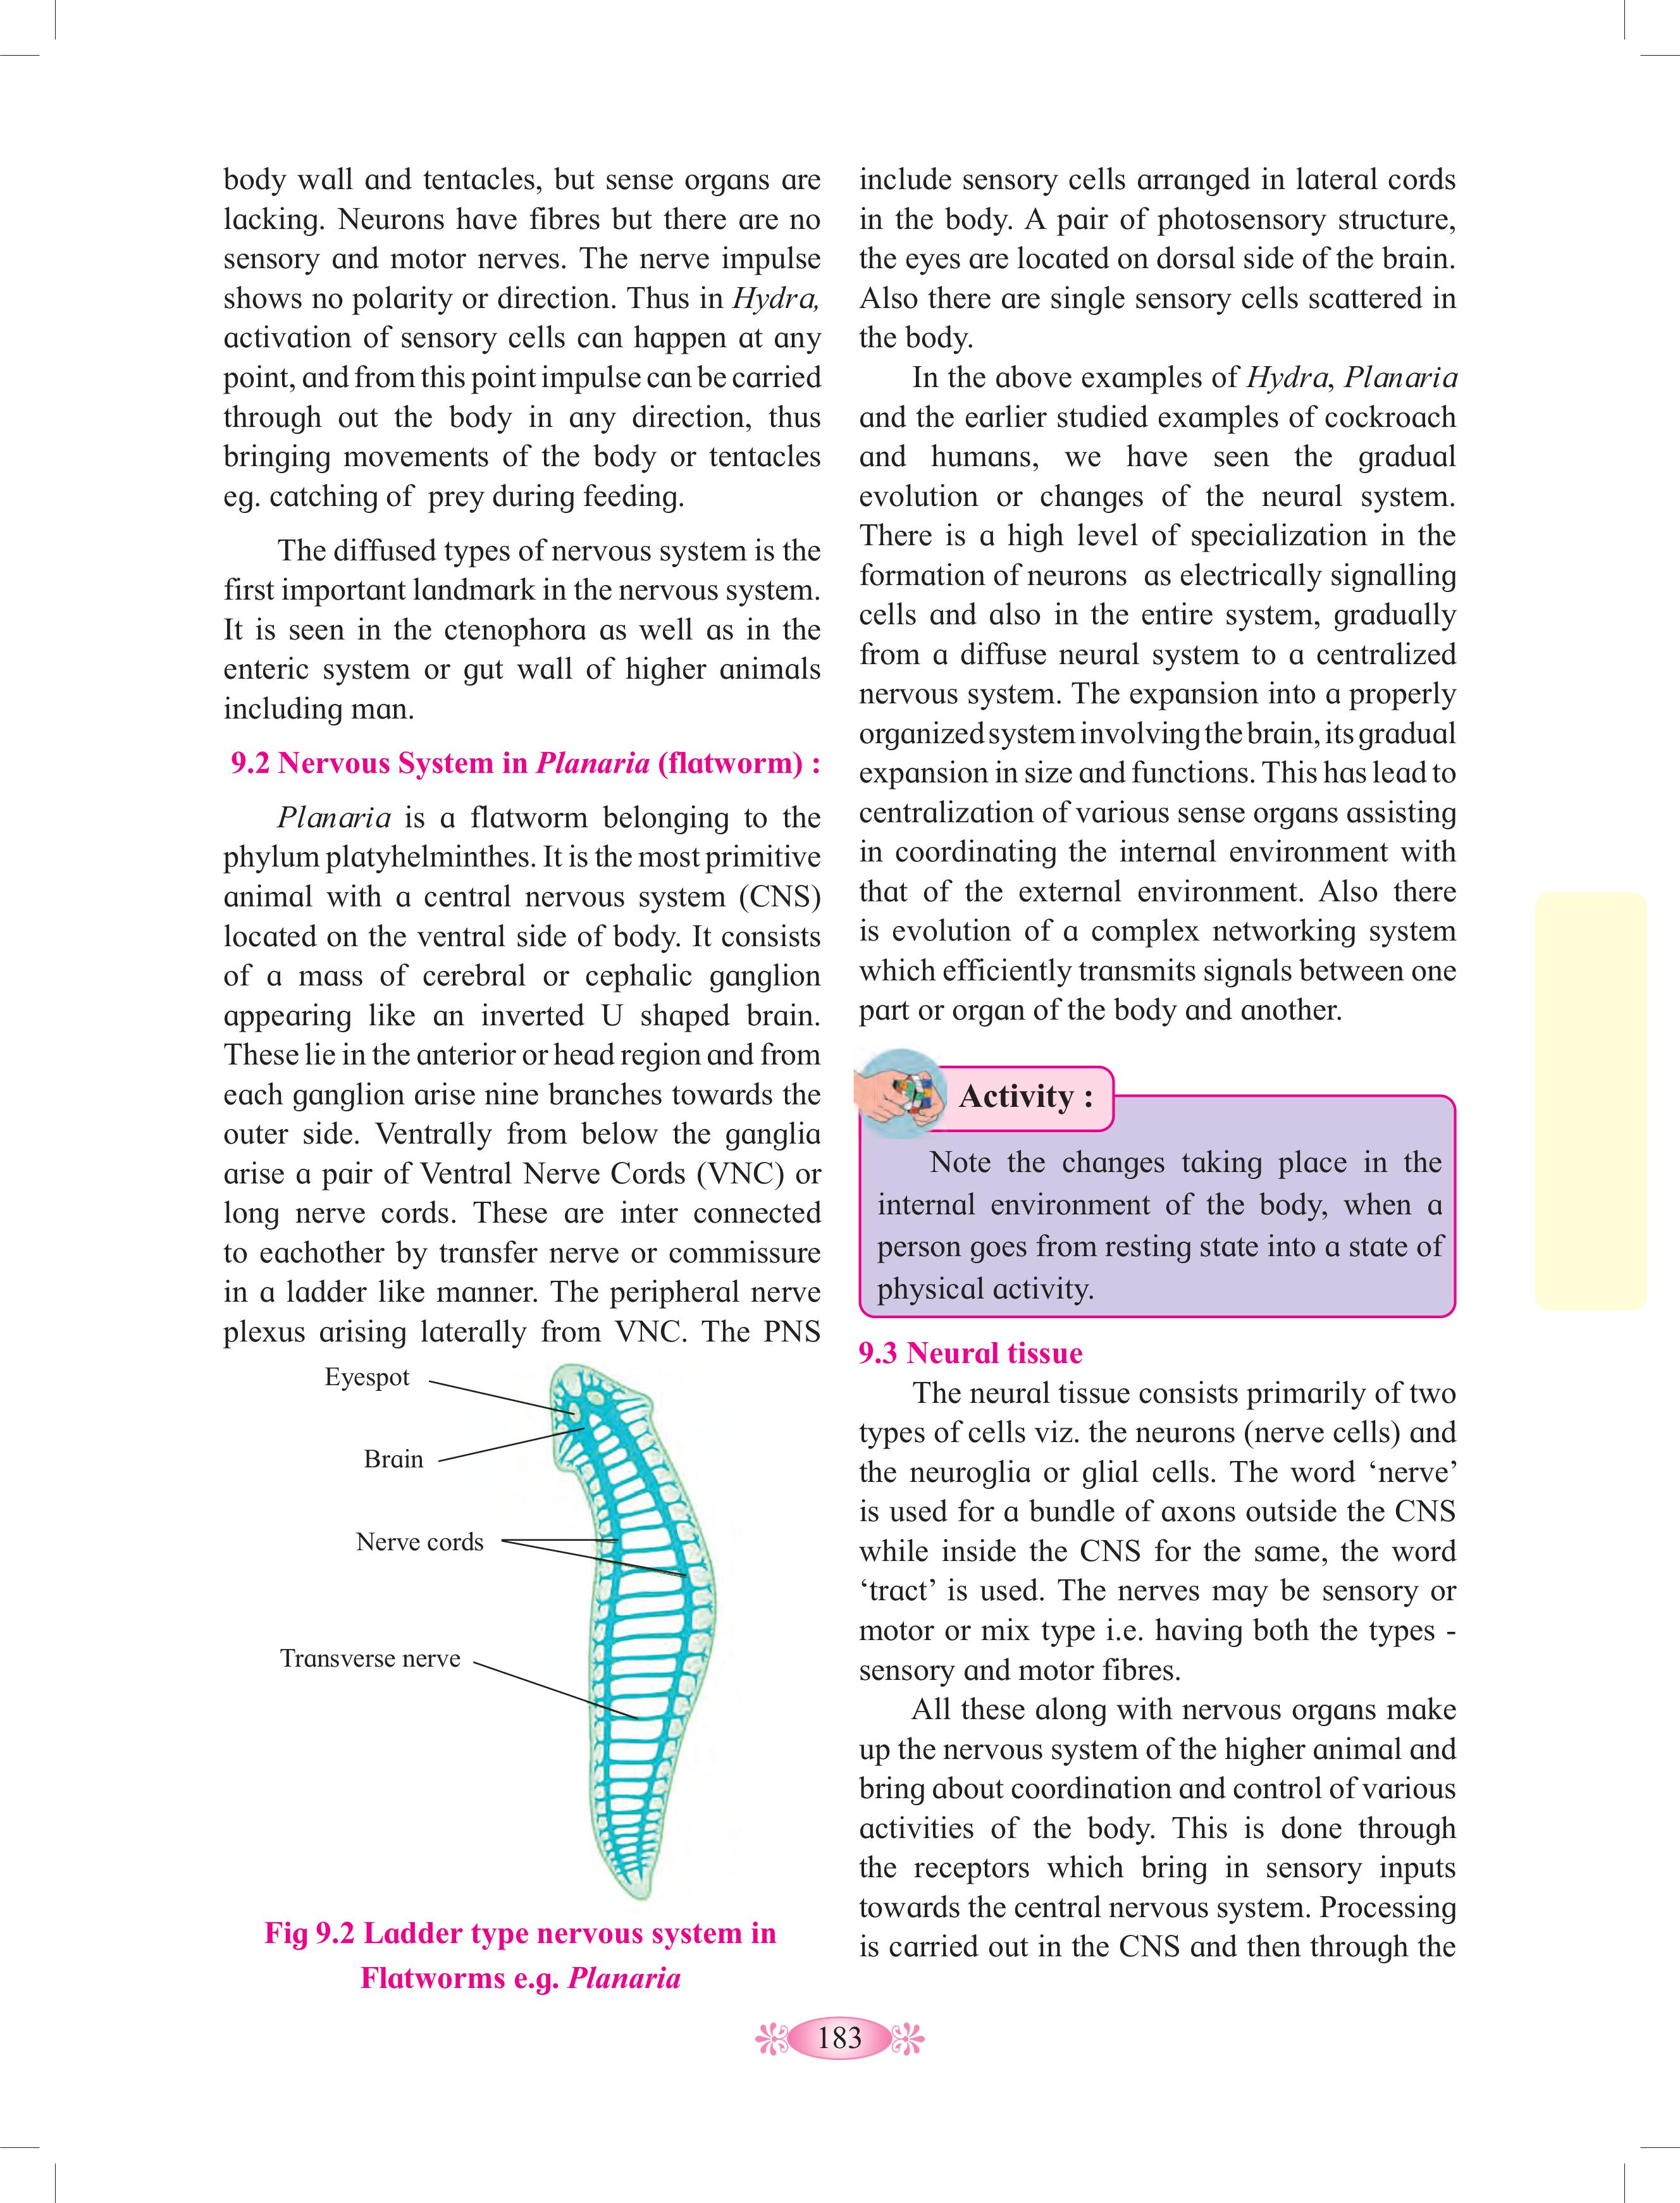 body wall and tentacles, but sense organs are
lacking. Neurons have fibres but there are no
sensory and motor nerves. The nerve impulse
shows no polarity or direction. Thus in Hydra,
activation of sensory cells can happen at any
point, and from this point impulse can be carried
through out the body in any direction, thus
bringing movements of the body or tentacles
eg. catching of prey during feeding.
The diffused types of nervous system is the
first important landmark in the nervous system.
It is seen in the ctenophora as well as in the
enteric system or gut wall of higher animals
including man.
9.2 Nervous System in Planaria (flatworm) :
Planaria is a flatworm belonging to the
phylum platyhelminthes. It is the most primitive
animal with a central nervous system (CNS)
located on the ventral side of body. It consists
of a mass of cerebral or cephalic ganglion
appearing like an inverted U shaped brain.
These lie in the anterior or head region and from
each ganglion arise nine branches towards the
outer side. Ventrally from below the ganglia
arise a pair of Ventral Nerve Cords (VNC) or
long nerve cords. These are inter connected
to eachother by transfer nerve or commissure
in a ladder like manner. The peripheral nerve
plexus arising laterally from VNC. The PNS
Eyespot
Brain
Nerve cords
Transverse nerve
Fig 9.2 Ladder type nervous system in
Flatworms e.g. Planaria
include sensory cells arranged in lateral cords
in the body. A pair of photosensory structure,
the eyes are located on dorsal side of the brain.
Also there are single sensory cells scattered in
the body.
In the above examples of Hydra, Planaria
and the earlier studied examples of cockroach
and humans, we have seen the gradual
evolution or changes of the neural system.
There is a high level of specialization in the
formation of neurons as electrically signalling
cells and also in the entire system, gradually
from a diffuse neural system to a centralized
nervous system. The expansion into a properly
organized system involving the brain, its gradual
expansion in size and functions. This has lead to
centralization of various sense organs assisting
in coordinating the internal environment with
that of the external environment. Also there
is evolution of a complex networking system
which efficiently transmits signals between one
part or organ of the body and another.
Activity :
Note the changes taking place in the
internal environment of the body, when a
person goes from resting state into a state of
physical activity.
9.3 Neural tissue
The neural tissue consists primarily of two
types of cells viz. the neurons (nerve cells) and
the neuroglia or glial cells. The word ‘nerve’
is used for a bundle of axons outside the CNS
while inside the CNS for the same, the word
‘tract’ is used. The nerves may be sensory or
motor or mix type i.e. having both the types -
sensory and motor fibres.
All these along with nervous organs make
up the nervous system of the higher animal and
bring about coordination and control of various
activities of the body. This is done through
the receptors which bring in sensory inputs
towards the central nervous system. Processing
is carried out in the CNS and then through the
183